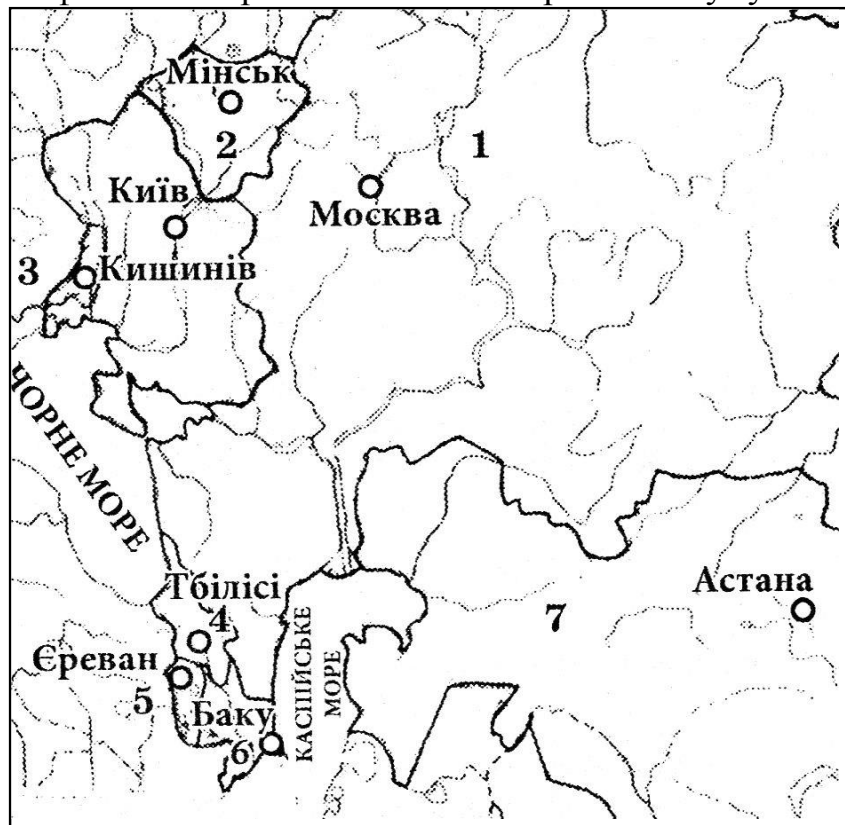 Мінськ
1
2
Київ
Москва
3
Кишинів
ЧОРНЕ МОРЕ
Тбілісі
4
Астана
7
Єреван
5
КАСПІЙСЬКЕ
МОРЕ
Баку
6